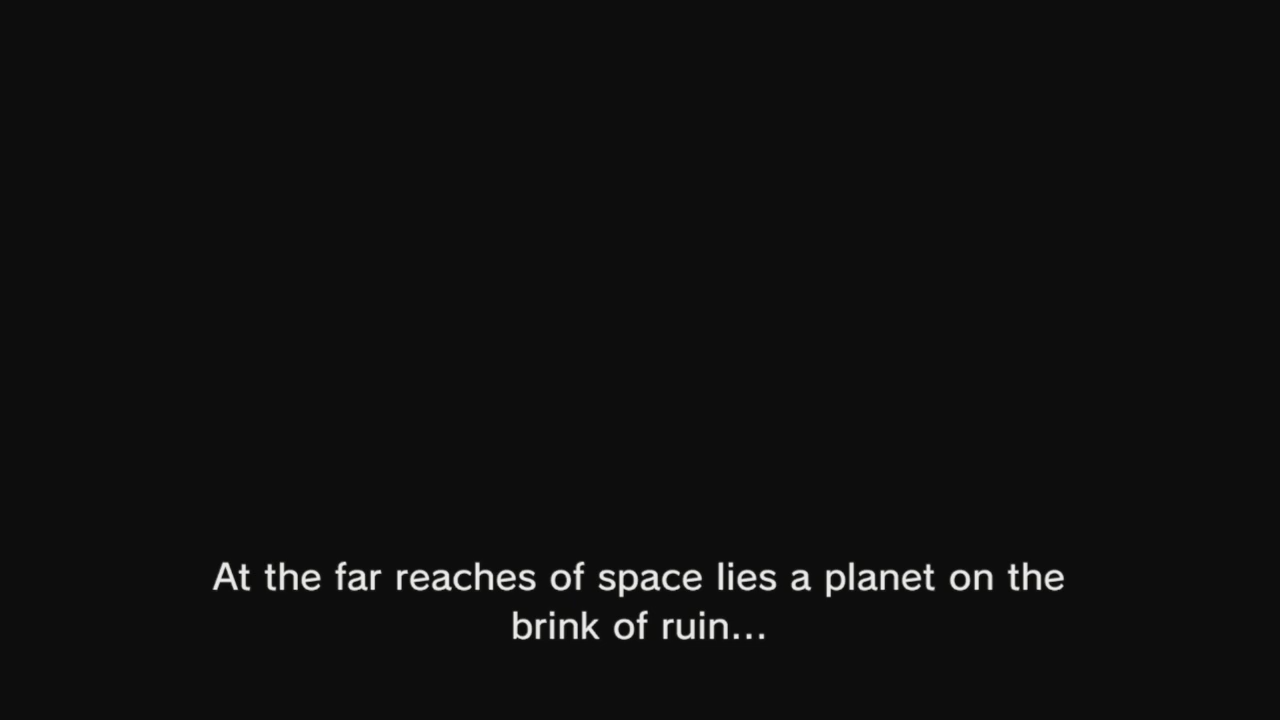 At the far reaches of space lies a planet on the
brink of ruin...